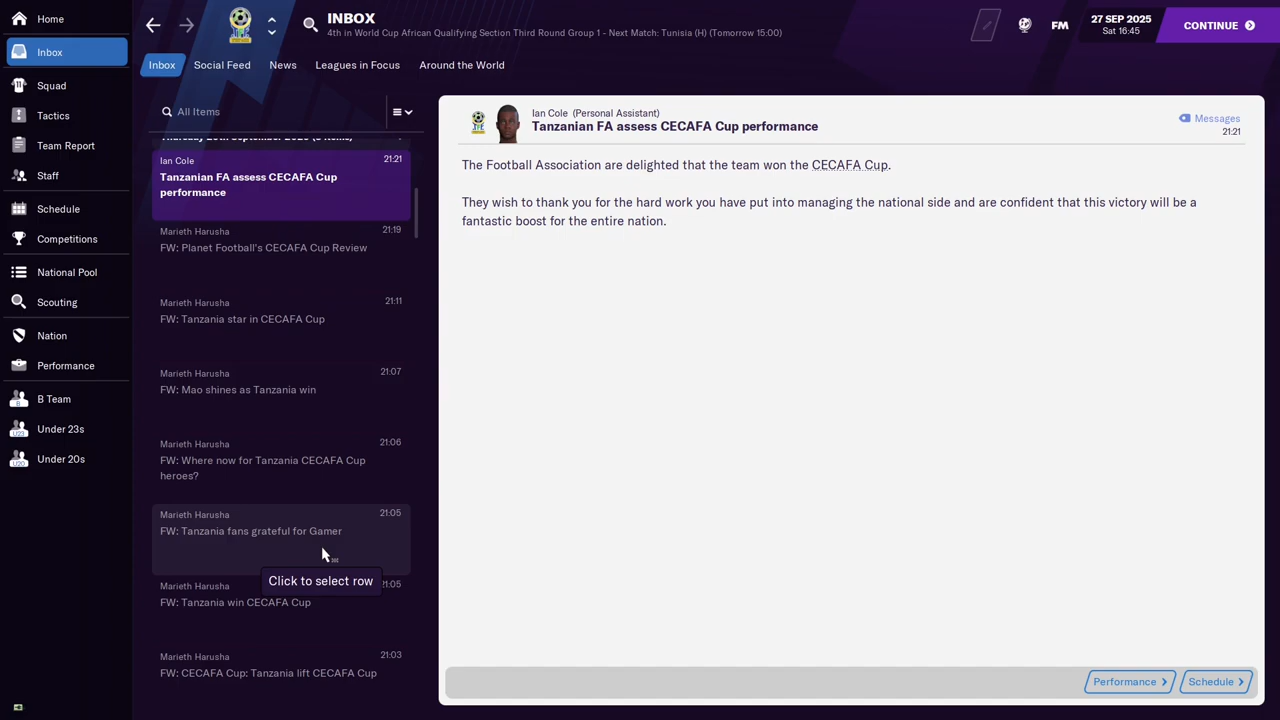 INBOX
4th in World Cup African Qualifying Section Third Round Group 1 - Next Match: Tunisia (H) (Tomorrow 15:00)
FM
27 SEP 2025
Sat 16:45
CONTINUE
Home
Inbox
Squad
Tactics
Team Report
Staff
Schedule
Competitions
National Pool
Scouting
Nation
Performance
B Team
Under 23s
Under 20s
Inbox
Social Feed
News
Leagues in Focus
Around the World
All Items
Ian Cole 21:21
Tanzanian FA assess CECAFA Cup
performance
Marieth Harusha 21:19
FW: Planet Football's CECAFA Cup Review
Marieth Harusha 21:11
FW: Tanzania star in CECAFA Cup
Marieth Harusha 21:07
FW: Mao shines as Tanzania win
Marieth Harusha 21:06
FW: Where now for Tanzania CECAFA Cup
heroes?
Marieth Harusha 21:05
FW: Tanzania fans grateful for Gamer
Click to select row
Marieth Harusha 21:05
FW: Tanzania win CECAFA Cup
Marieth Harusha 21:03
FW: CECAFA Cup: Tanzania lift CECAFA Cup
Ian Cole (Personal Assistant)
Tanzanian FA assess CECAFA Cup performance
Messages
21:21
The Football Association are delighted that the team won the CECAFA Cup.
They wish to thank you for the hard work you have put into managing the national side and are confident that this victory will be a
fantastic boost for the entire nation.
Performance
Schedule